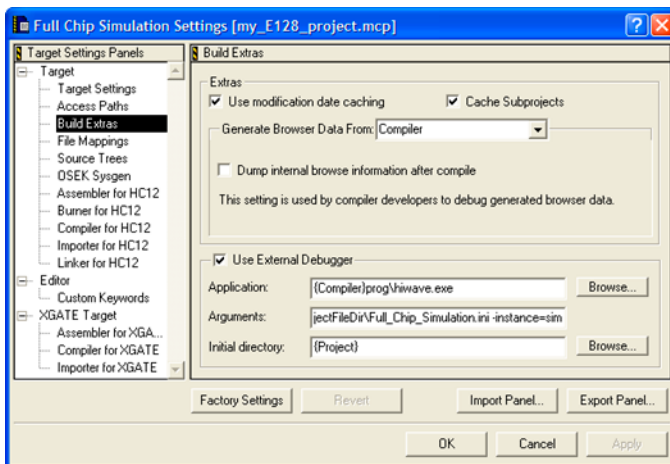 Full Chip Simulation Settings [my_E128_project.mcp]
Target Settings Panels
Target
Target Settings
Access Paths
Build Extras
File Mappings
Source Trees
OSEK Sysgen
Assembler for HC12
Burner for HC12
Compiler for HC12
Importer for HC12
Linker for HC12
Editor
Custom Keywords
XGATE Target
Assembler for XGA...
Compiler for XGATE
Importer for XGATE
Build Extras
Extras
Use modification date caching
Cache Subprojects
Generate Browser Data From: Compiler
Dump internal browse information after compile
This setting is used by compiler developers to debug generated browser data.
Use External Debugger
Application: {Compiler}prog\hiwave.exe Browse...
Arguments: jectFileDir\Full_Chip_Simulation.ini -instance=sim
Initial directory: {Project} Browse...
Factory Settings Revert Import Panel... Export Panel...
OK Cancel Apply